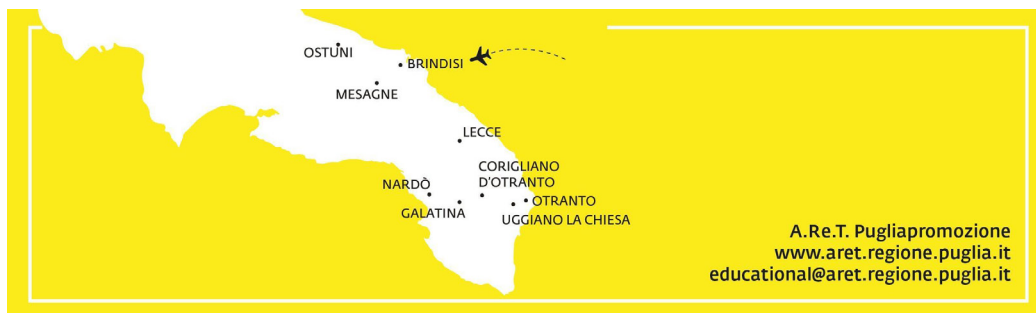 OSTUNI
BRINDISI
MESAGNE
LECCE
CORIGLIANO
D'OTRANTO
NARDÒ
OTRANTO
GALATINA
UGGIANO LA CHIESA
A.Re.T. Pugliapromozione
www.aret.regione.puglia.it
educational@aret.regione.puglia.it